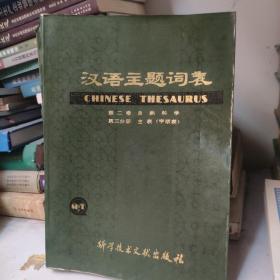 汉语主题词表
CHINESE THESAURUS
第二卷 自然科学
第三分册 主表（字顺表）
科学技术文献出版社